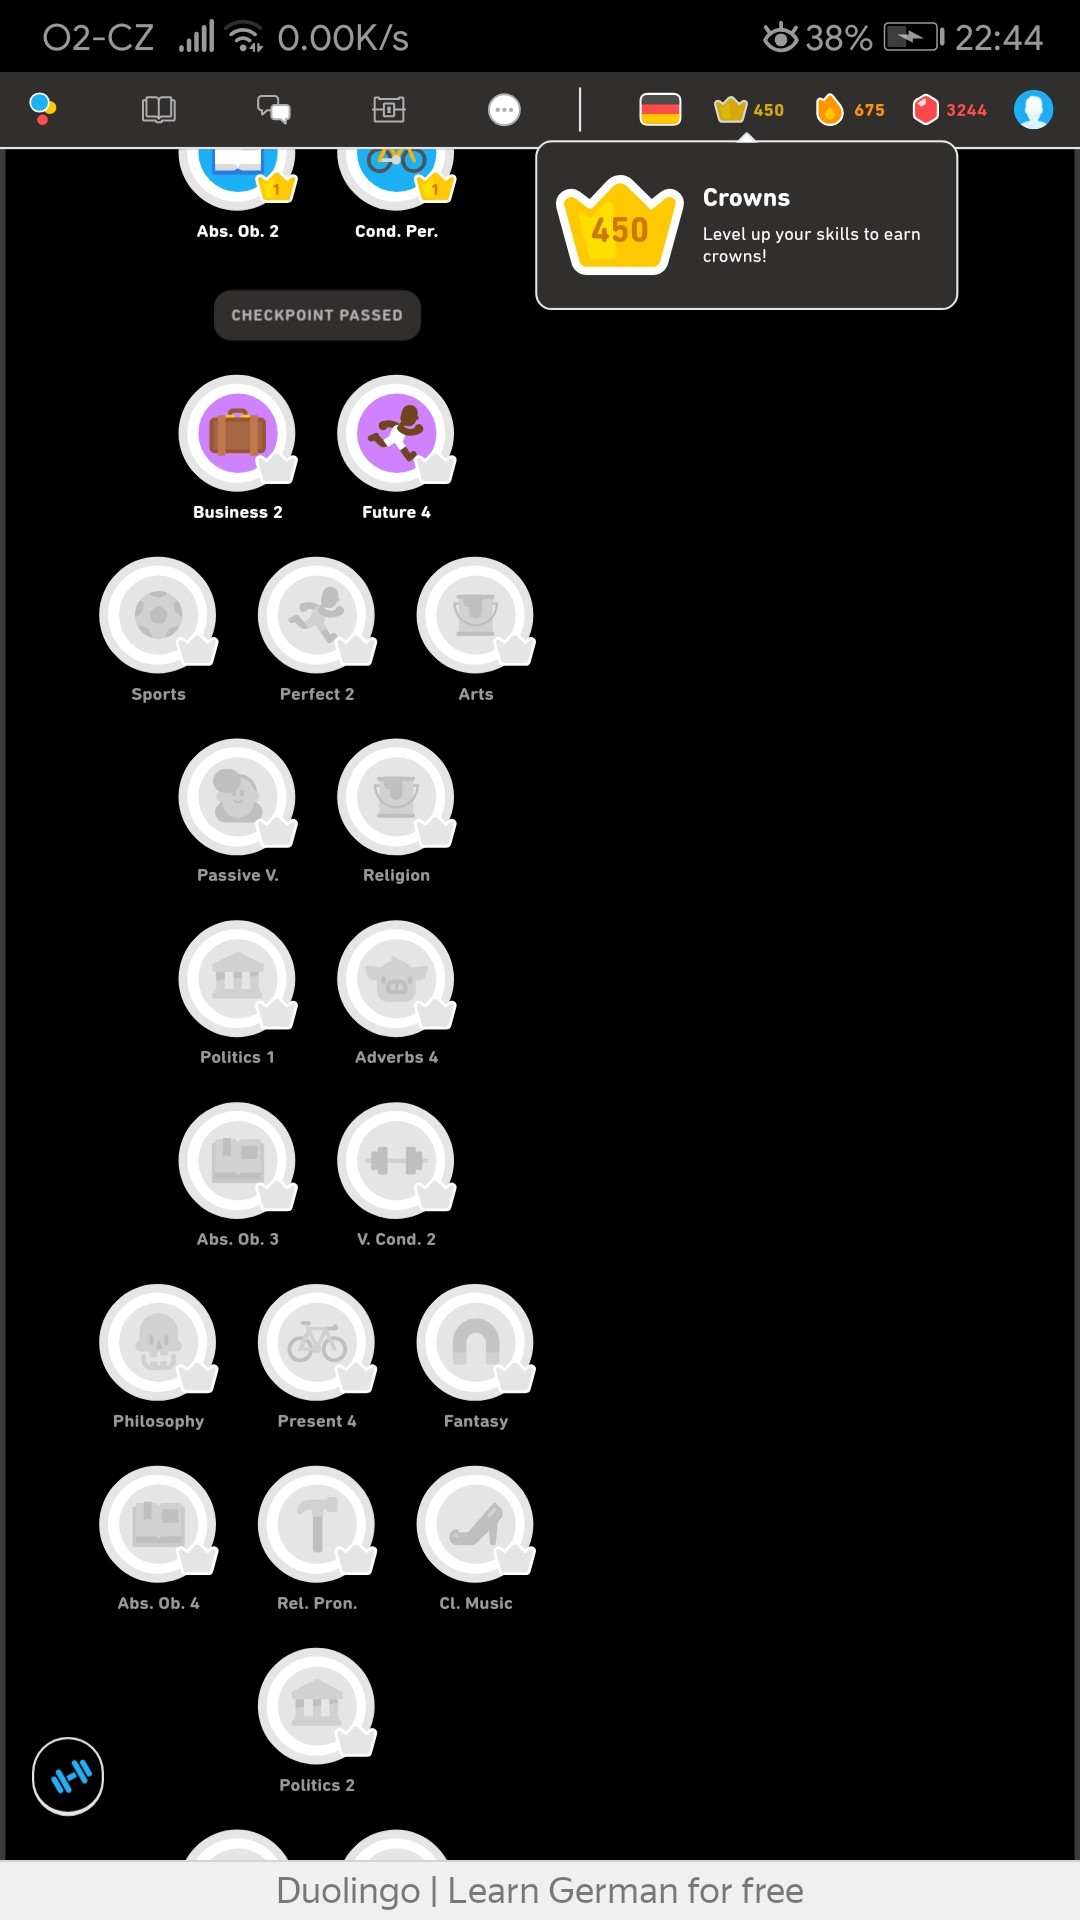 O2-CZ 0.00K/s 38% 22:44
450 675 3244
Crowns
450
Level up your skills to earn
crowns!
1 1
Abs. Ob. 2 Cond. Per.
CHECKPOINT PASSED
Business 2 Future 4
Sports Perfect 2 Arts
Passive V. Religion
Politics 1 Adverbs 4
Abs. Ob. 3 V. Cond. 2
Philosophy Present 4 Fantasy
Abs. Ob. 4 Rel. Pron. Cl. Music
Politics 2
Duolingo | Learn German for free